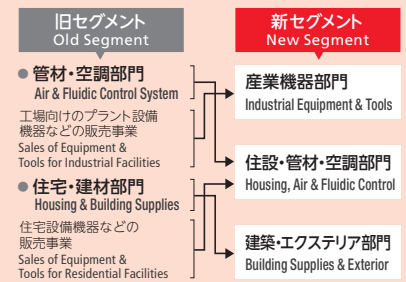 旧セグメント
Old Segment
● 管材・空調部門
Air & Fluidic Control System
工場向けのプラント設備
機器などの販売事業
Sales of Equipment &
Tools for Industrial Facilities
● 住宅・建材部門
Housing & Building Supplies
住宅設備機器などの
販売事業
Sales of Equipment &
Tools for Residential Facilities
新セグメント
New Segment
産業機器部門
Industrial Equipment & Tools
住設・管材・空調部門
Housing, Air & Fluidic Control
建築・エクステリア部門
Building Supplies & Exterior